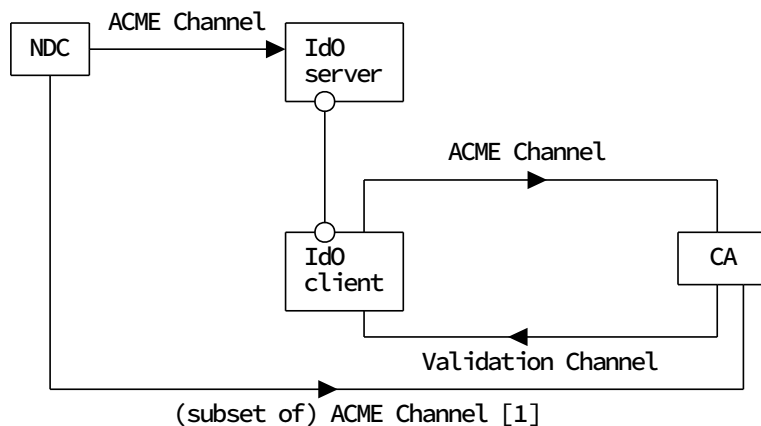 ACME Channel
NDC
IdO
server
ACME Channel
IdO
client
CA
Validation Channel
(subset of) ACME Channel [1]